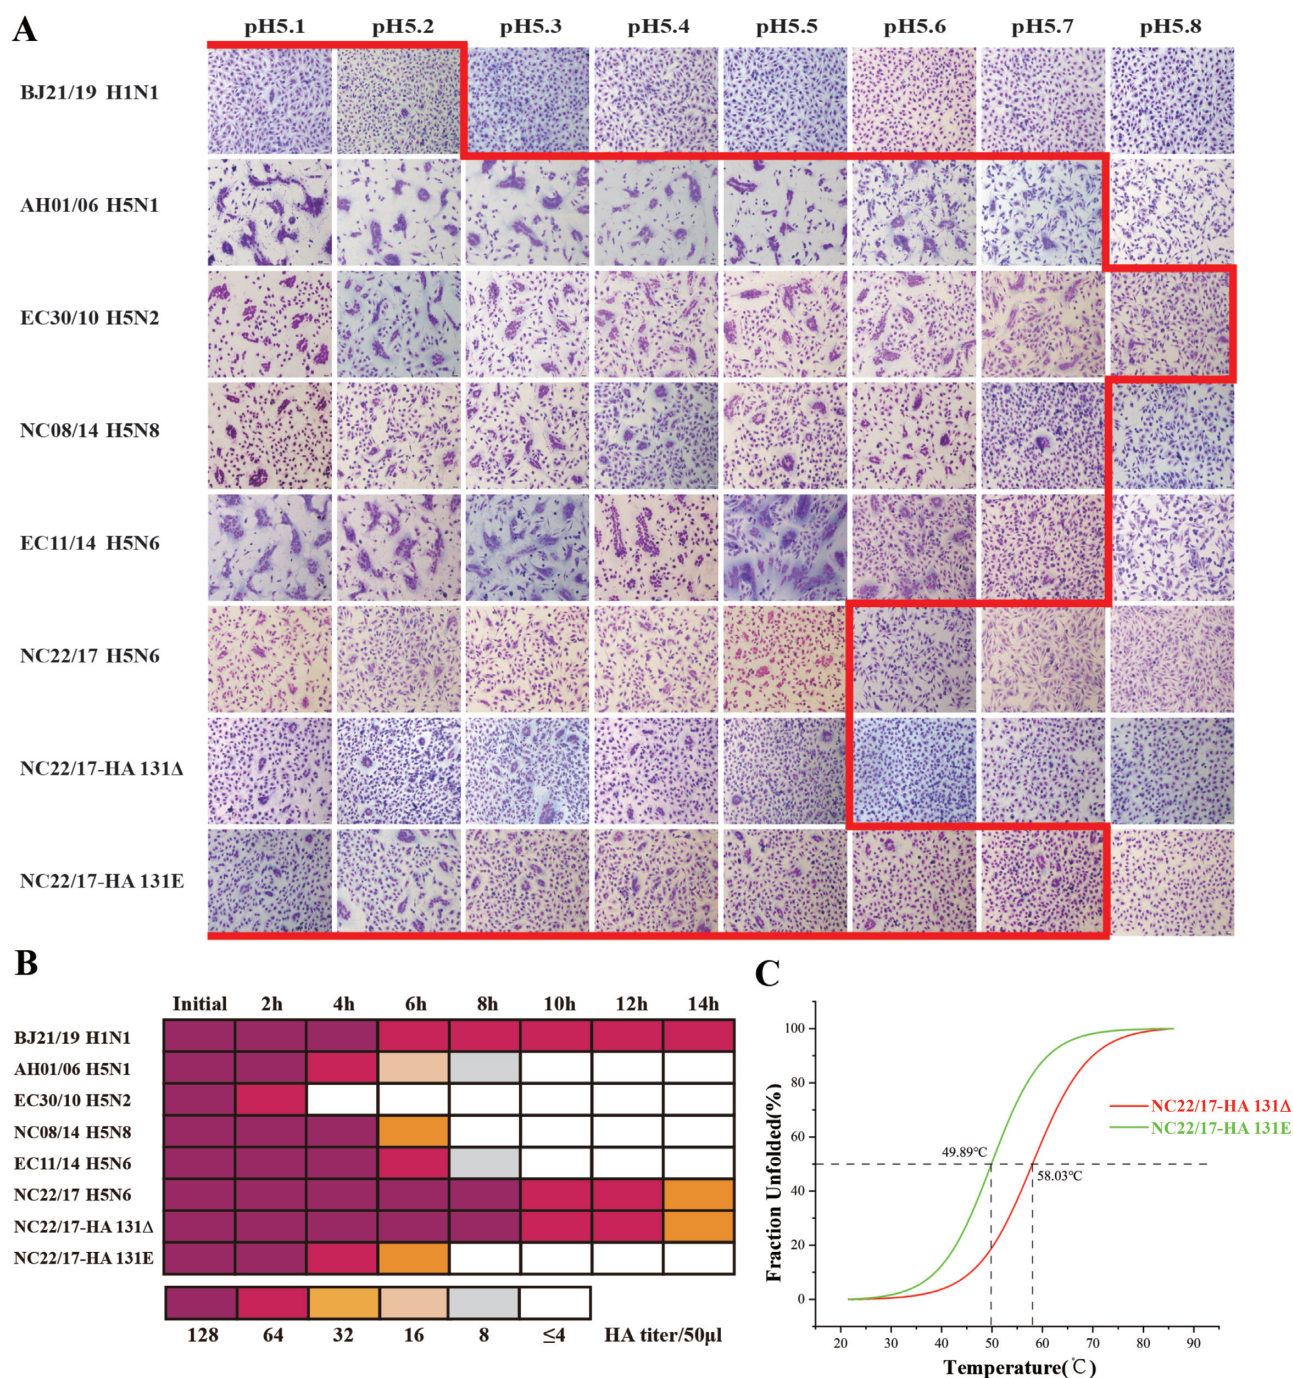 A
pH5.1 pH5.2 pH5.3 pH5.4 pH5.5 pH5.6 pH5.7 pH5.8
BJ21/19 H1N1
AH01/06 H5N1
EC30/10 H5N2
NC08/14 H5N8
EC11/14 H5N6
NC22/17 H5N6
NC22/17-HA 131Δ
NC22/17-HA 131E
B
Initial 2h 4h 6h 8h 10h 12h 14h
BJ21/19 H1N1
AH01/06 H5N1
EC30/10 H5N2
NC08/14 H5N8
EC11/14 H5N6
NC22/17 H5N6
NC22/17-HA 131Δ
NC22/17-HA 131E
128 64 32 16 8 ≤4 HA titer/50μl
C
Fraction Unfolded(%)
100
80
60
40
20
0
NC22/17-HA 131Δ
NC22/17-HA 131E
49.89℃
58.03℃
20 30 40 50 60 70 80 90
Temperature(℃)